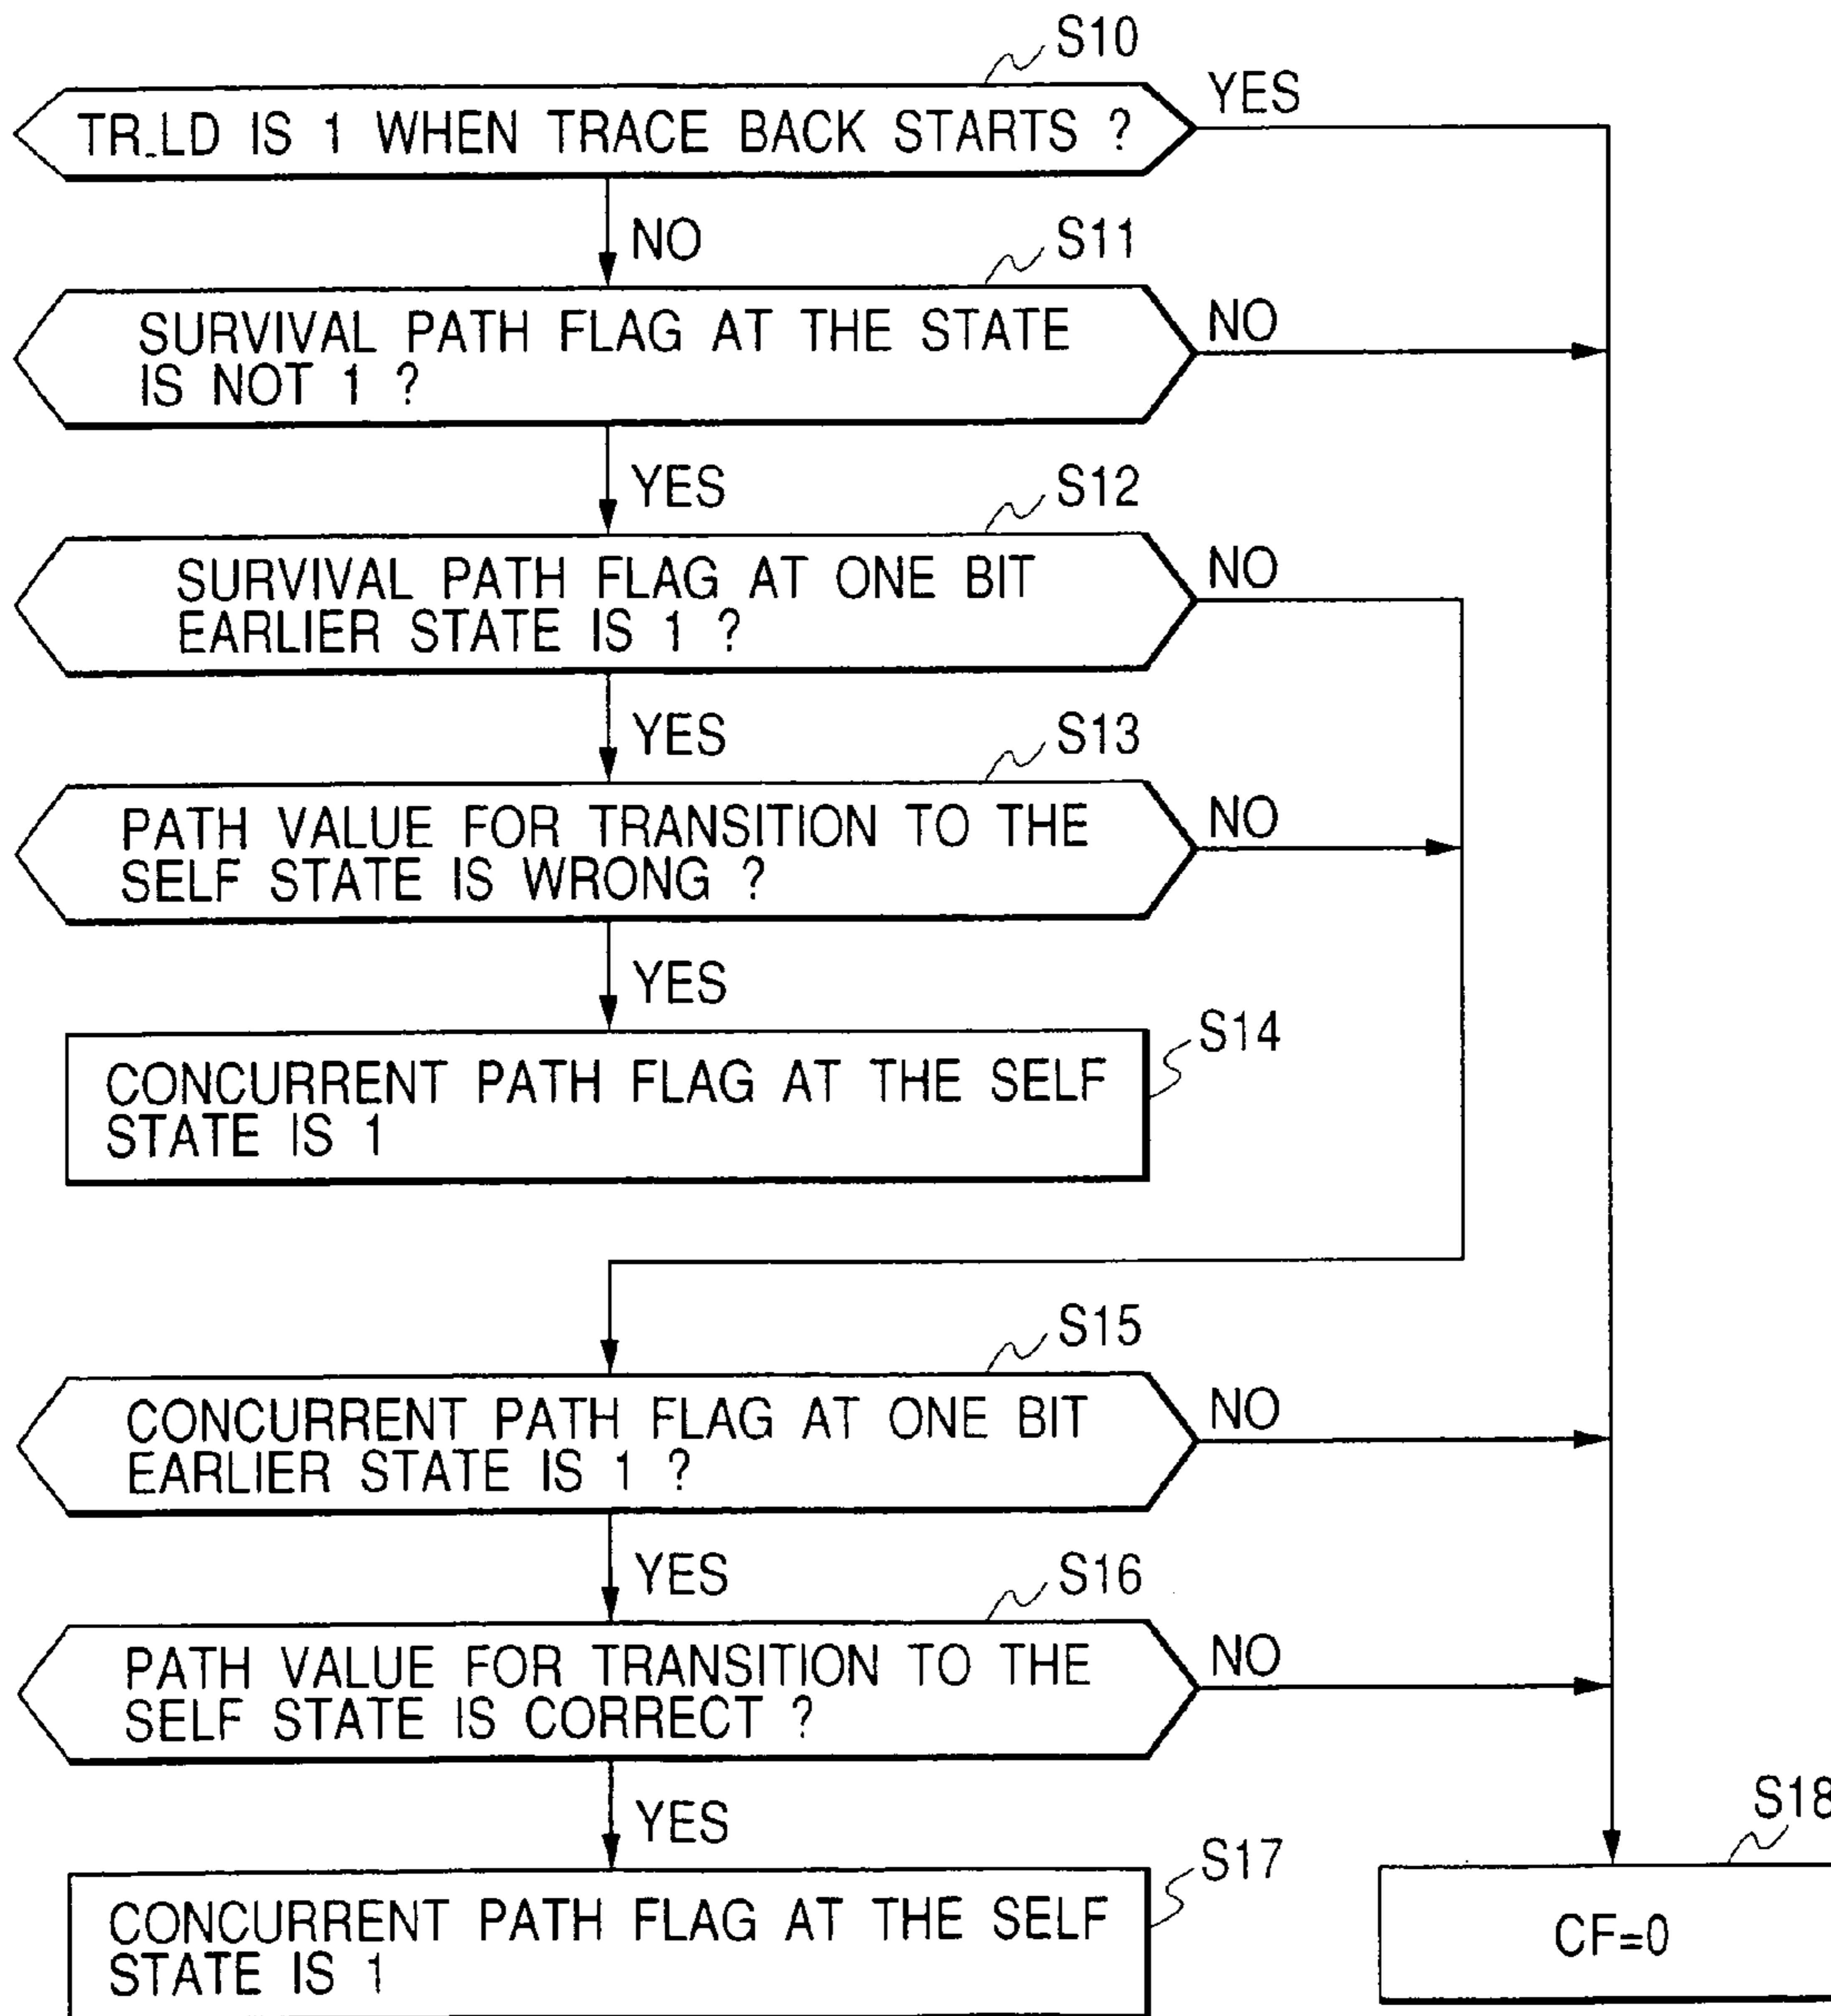 S10
TR_LD IS 1 WHEN TRACE BACK STARTS ?
YES
NO
S11
SURVIVAL PATH FLAG AT THE STATE
IS NOT 1 ?
NO
YES
S12
SURVIVAL PATH FLAG AT ONE BIT
EARLIER STATE IS 1 ?
NO
YES
S13
PATH VALUE FOR TRANSITION TO THE
SELF STATE IS WRONG ?
NO
YES
S14
CONCURRENT PATH FLAG AT THE SELF
STATE IS 1
S15
CONCURRENT PATH FLAG AT ONE BIT
EARLIER STATE IS 1 ?
NO
YES
S16
PATH VALUE FOR TRANSITION TO THE
SELF STATE IS CORRECT ?
NO
YES
S17
CONCURRENT PATH FLAG AT THE SELF
STATE IS 1
S18
CF=0